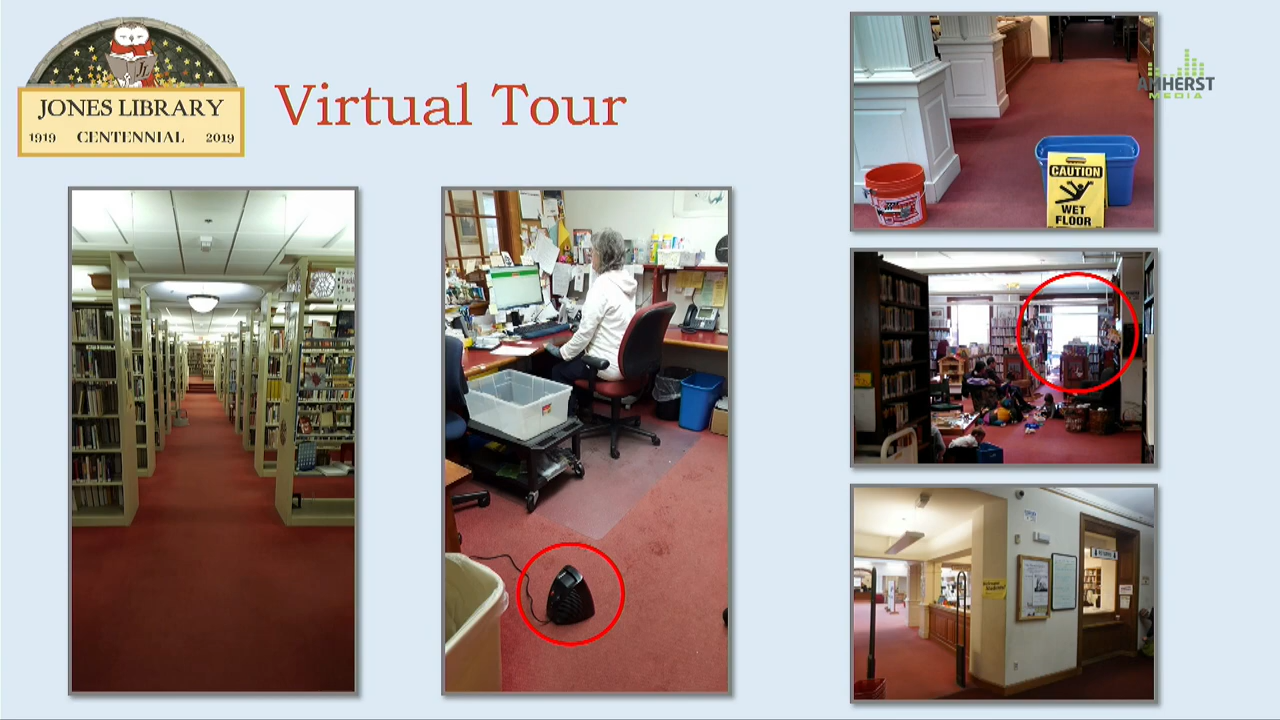 JONES LIBRARY
1919 CENTENNIAL 2019
Virtual Tour
AMHERST
MEDIA
CAUTION
WET
FLOOR